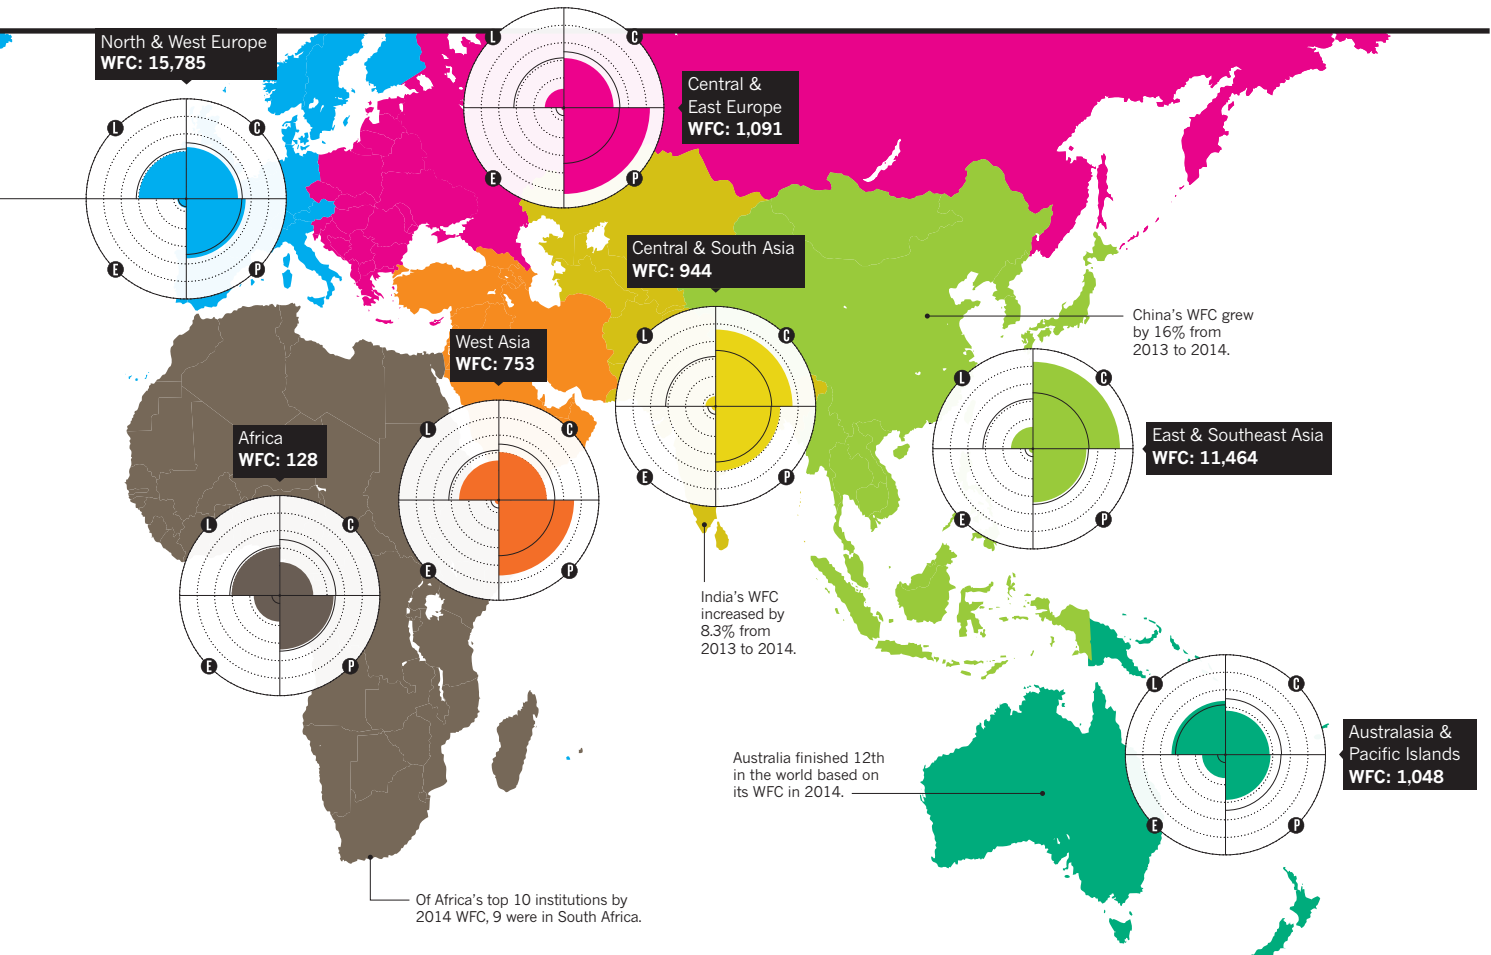 North & West Europe
WFC: 15,785
L
C
E
P
L
C
E
P
Central &
East Europe
WFC: 1,091
Central & South Asia
WFC: 944
L
C
E
P
West Asia
WFC: 753
L
C
E
P
China's WFC grew
by 16% from
2013 to 2014.
L
C
E
P
East & Southeast Asia
WFC: 11,464
Africa
WFC: 128
L
C
E
P
India's WFC
increased by
8.3% from
2013 to 2014.
Australia finished 12th
in the world based on
its WFC in 2014.
L
C
E
P
Australasia &
Pacific Islands
WFC: 1,048
Of Africa's top 10 institutions by
2014 WFC, 9 were in South Africa.